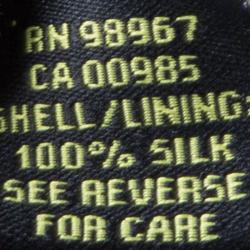 RN 98967
CA 00985
SHELL/LINING:
100% SILK
SEE REVERSE
FOR CARE